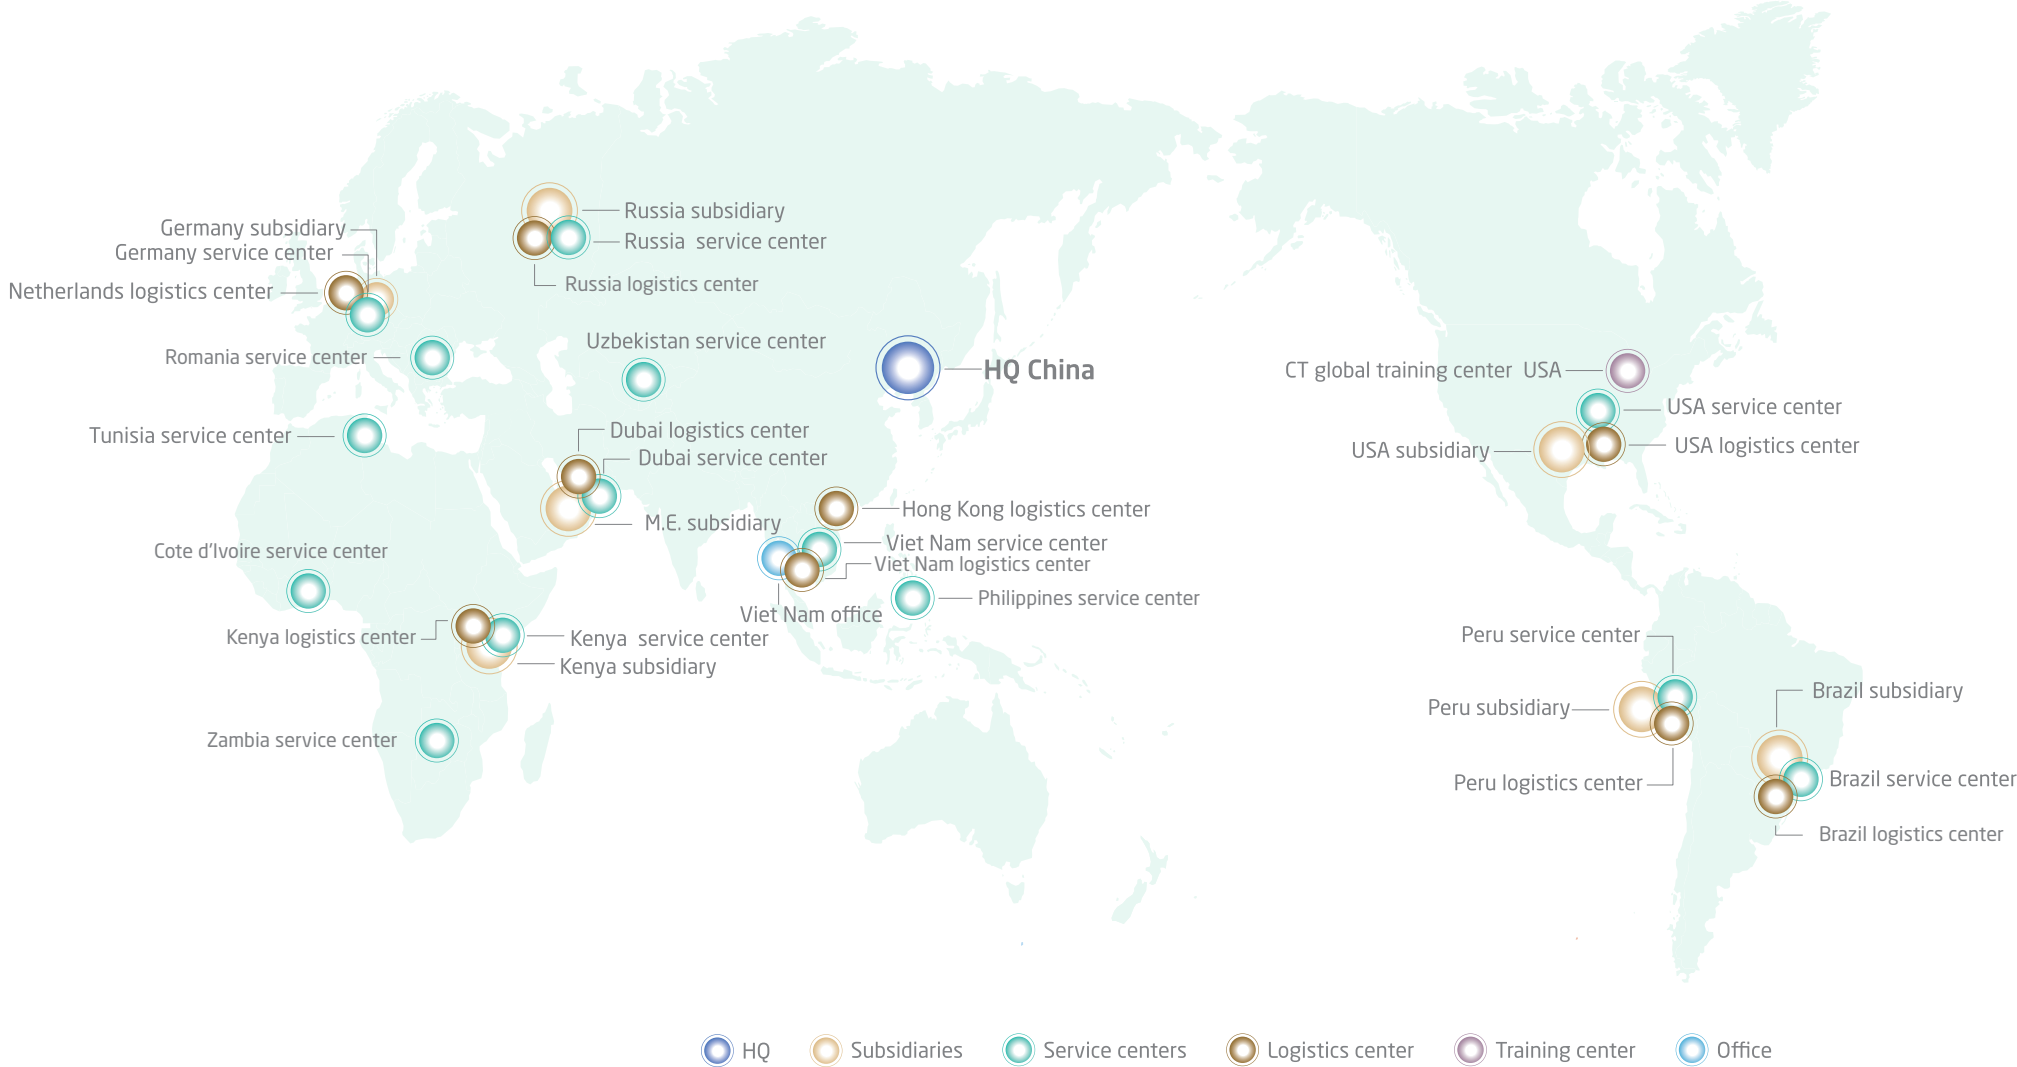 Russia subsidiary
Germany subsidiary
Russia  service center
Germany service center
Russia logistics center
Netherlands logistics center
Uzbekistan service center
Romania service center
HQ China
CT global training center  USA
USA service center
Tunisia service center
Dubai logistics center
USA subsidiary
USA logistics center
Dubai service center
Hong Kong logistics center
M.E. subsidiary
Viet Nam service center
Cote d'Ivoire service center
Viet Nam logistics center
Philippines service center
Viet Nam office
Kenya logistics center
Kenya  service center
Peru service center
Kenya subsidiary
Brazil subsidiary
Peru subsidiary
Zambia service center
Peru logistics center
Brazil service center
Brazil logistics center
HQ
Subsidiaries
Service centers
Logistics center
Training center
Office